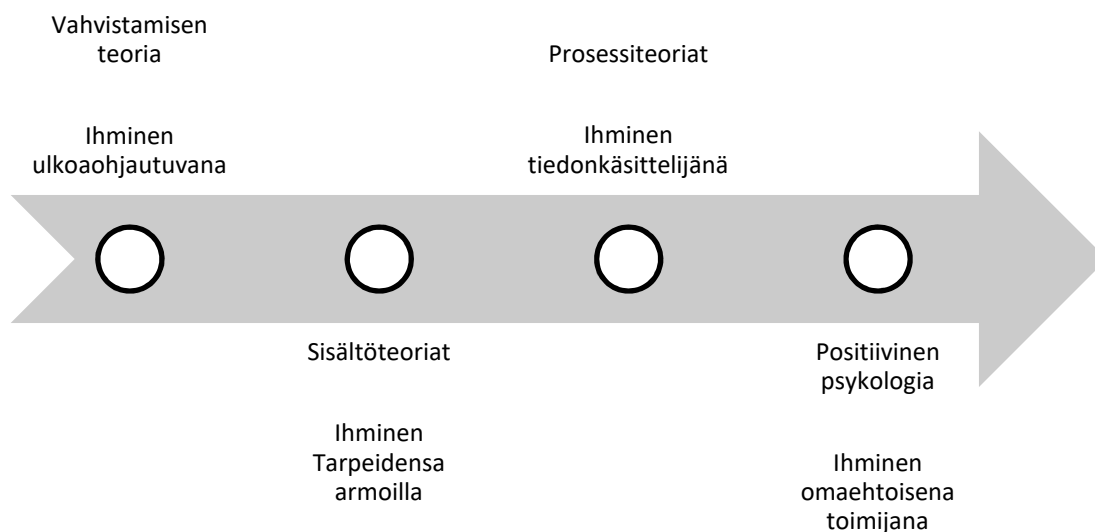 Vahvistamisen
teoria
Ihminen
ulkoaohjautuvana
Sisältöteoriat
Ihminen
Tarpeidensa
armoilla
Prosessiteoriat
Ihminen
tiedonkäsittelijänä
Positiivinen
psykologia
Ihminen
omaehtoisena
toimijana